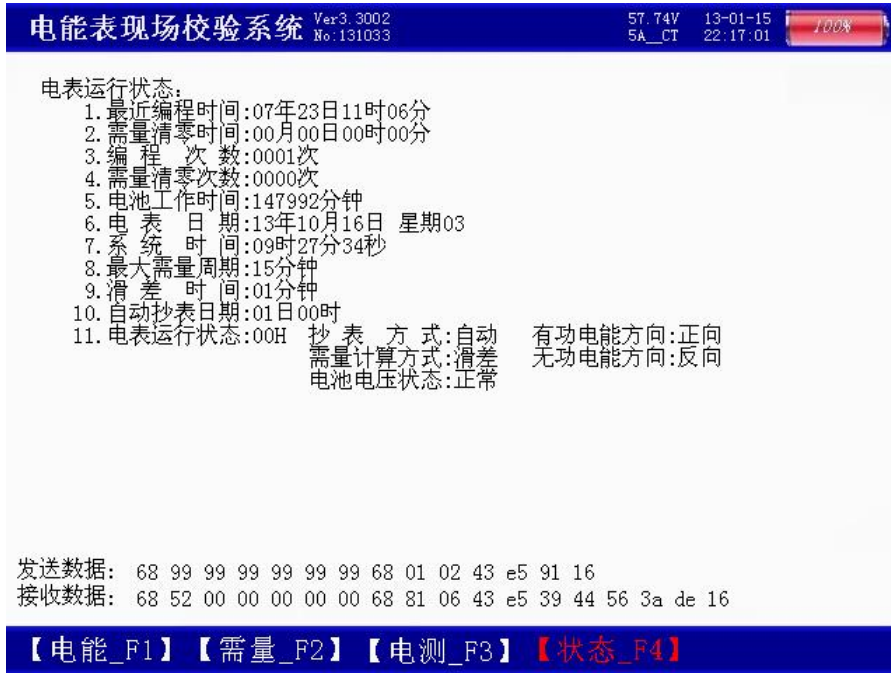 电能表现场校验系统 Ver3.3002 57.74V 13-01-15 100%
No:131033 5A__CT 22:17:01
电表运行状态:
1.最近编程时间:07年23日11时06分
2.需量清零时间:00月00日00时00分
3.编 程 次 数:0001次
4.需量清零次数:0000次
5.电池工作时间:147992分钟
6.电 表 日 期:13年10月16日 星期03
7.系 统 时 间:09时27分34秒
8.最大需量周期:15分钟
9.滑 差 时 间:01分钟
10.自动抄表日期:01日00时
11.电表运行状态:00H 抄 表 方 式:自动 有功电能方向:正向
需量计算方式:滑差 无功电能方向:反向
电池电压状态:正常
发送数据: 68 99 99 99 99 99 99 68 01 02 43 e5 91 16
接收数据: 68 52 00 00 00 00 00 68 81 06 43 e5 39 44 56 3a de 16
【电能_F1】【需量_F2】【电测_F3】【状态_F4】